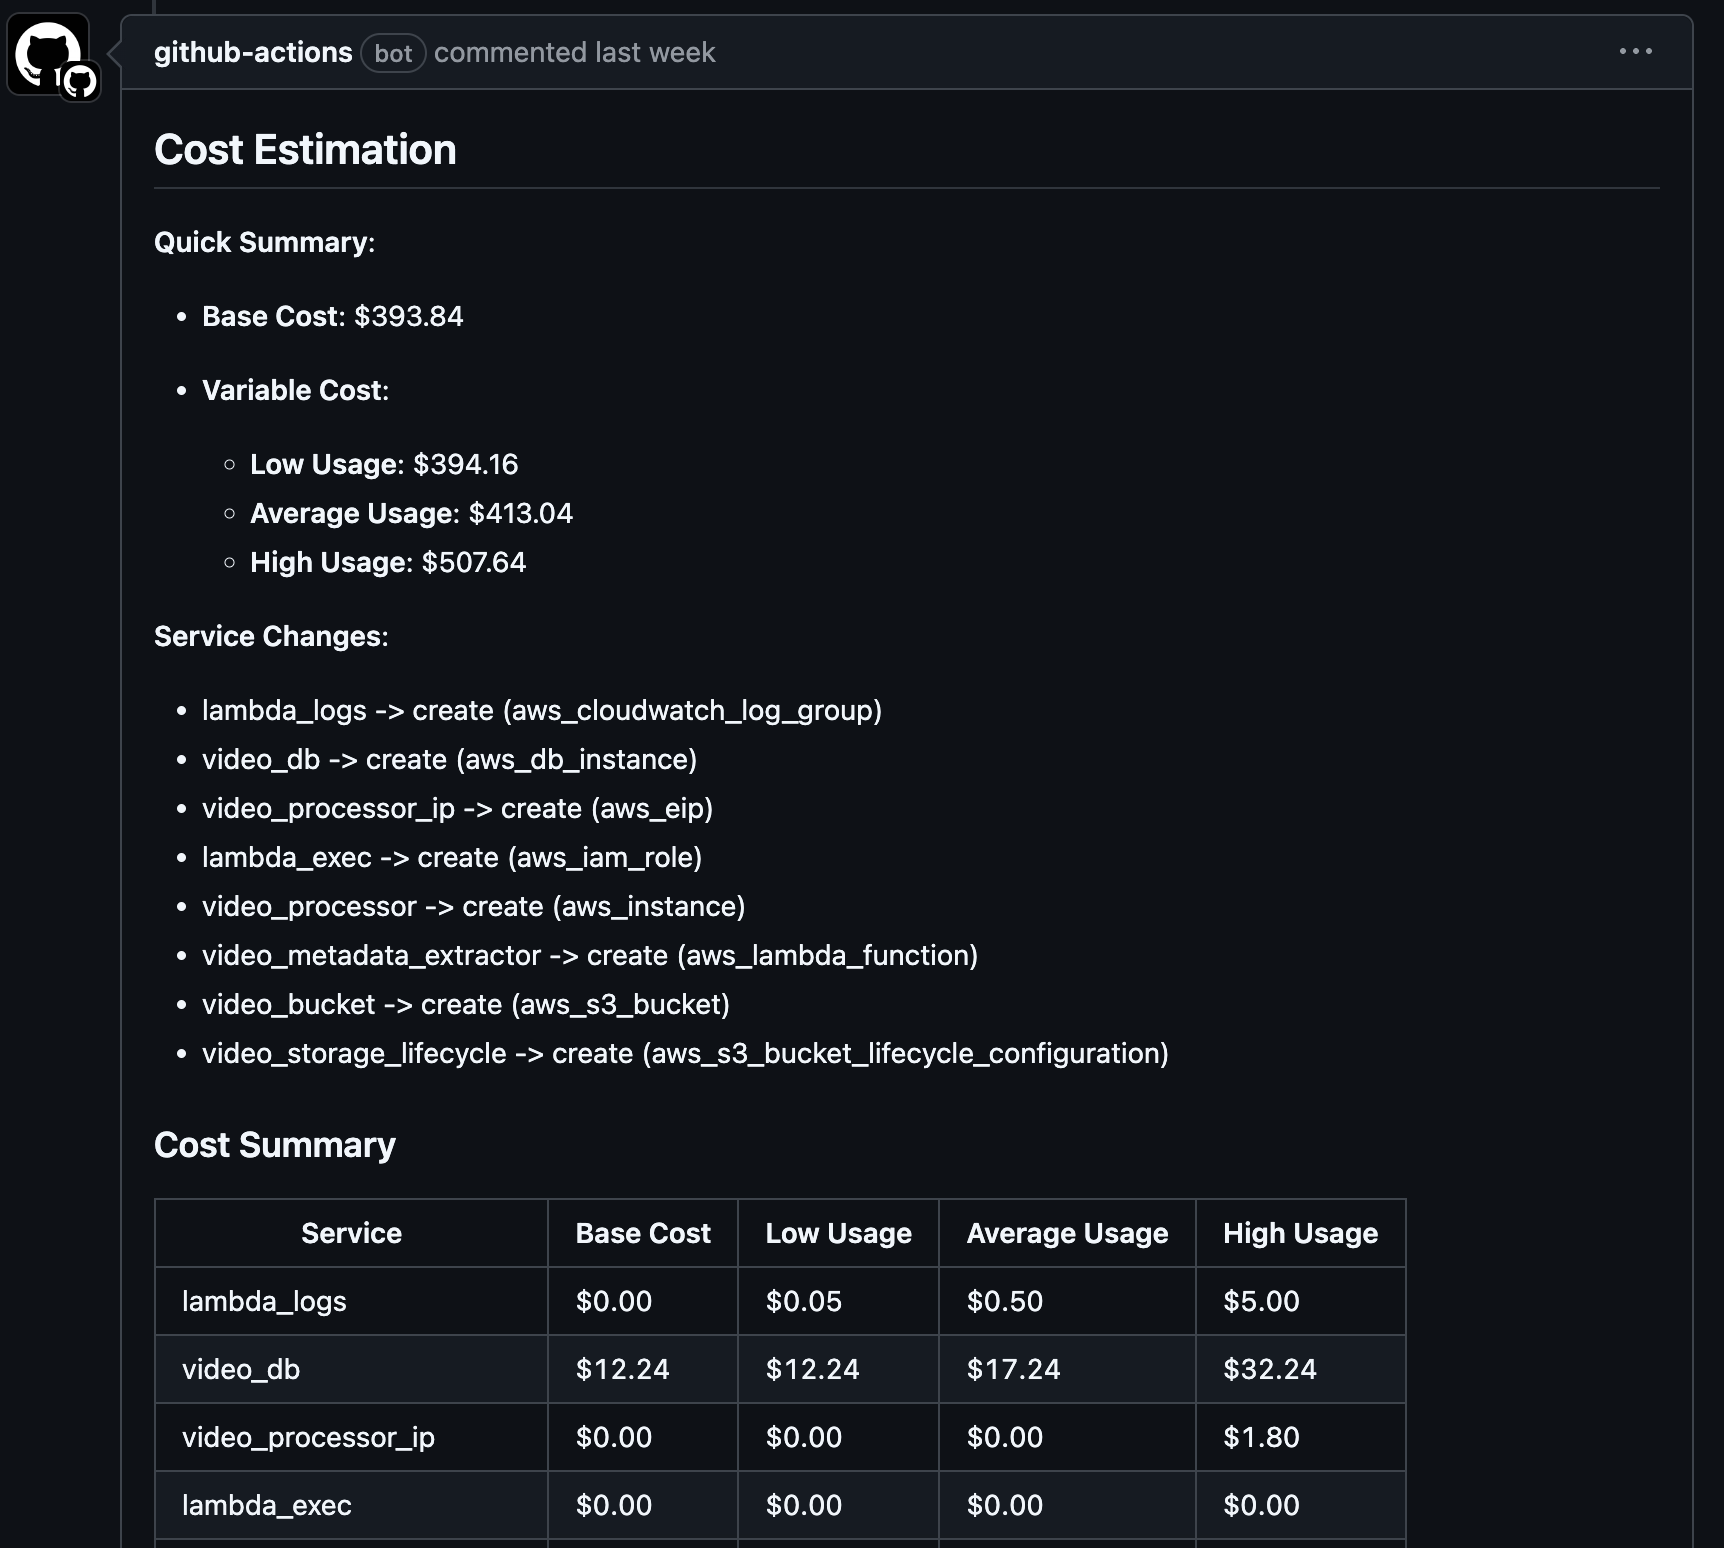 github-actions bot commented last week
Cost Estimation
Quick Summary:
Base Cost: $393.84
Variable Cost:
Low Usage: $394.16
Average Usage: $413.04
High Usage: $507.64
Service Changes:
lambda_logs -> create (aws_cloudwatch_log_group)
video_db -> create (aws_db_instance)
video_processor_ip -> create (aws_eip)
lambda_exec -> create (aws_iam_role)
video_processor -> create (aws_instance)
video_metadata_extractor -> create (aws_lambda_function)
video_bucket -> create (aws_s3_bucket)
video_storage_lifecycle -> create (aws_s3_bucket_lifecycle_configuration)
Cost Summary
Service Base Cost Low Usage Average Usage High Usage
lambda_logs $0.00 $0.05 $0.50 $5.00
video_db $12.24 $12.24 $17.24 $32.24
video_processor_ip $0.00 $0.00 $0.00 $1.80
lambda_exec $0.00 $0.00 $0.00 $0.00